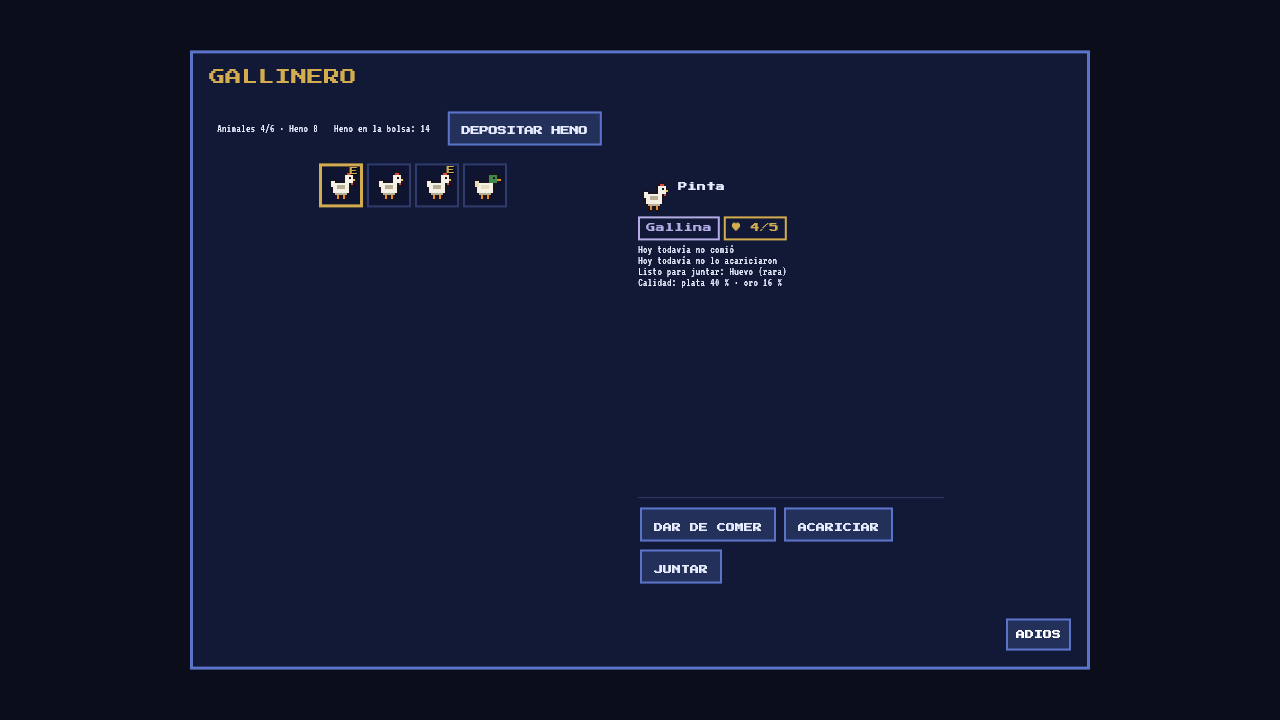 GALLINERO
Animales 4/6 · Heno 8 Heno en la bolsa: 14
DEPOSITAR HENO
E
E
Pinta
Gallina
♥ 4/5
Hoy todavia no comió
Hoy todavia no lo acariciaron
Listo para juntar: Huevo (rara)
Calidad: plata 40 % · oro 16 %
DAR DE COMER
ACARICIAR
JUNTAR
ADIOS